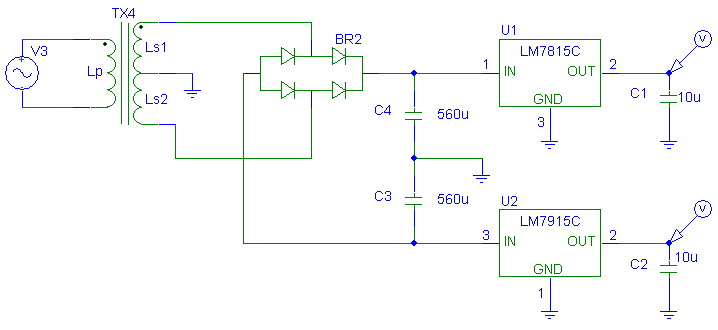 TX4
V3
Lp
Ls1
Ls2
BR2
U1
LM7815C
1
IN
OUT
2
GND
3
V
C1
10u
C4
560u
C3
560u
U2
LM7915C
3
IN
OUT
2
GND
1
V
C2
10u